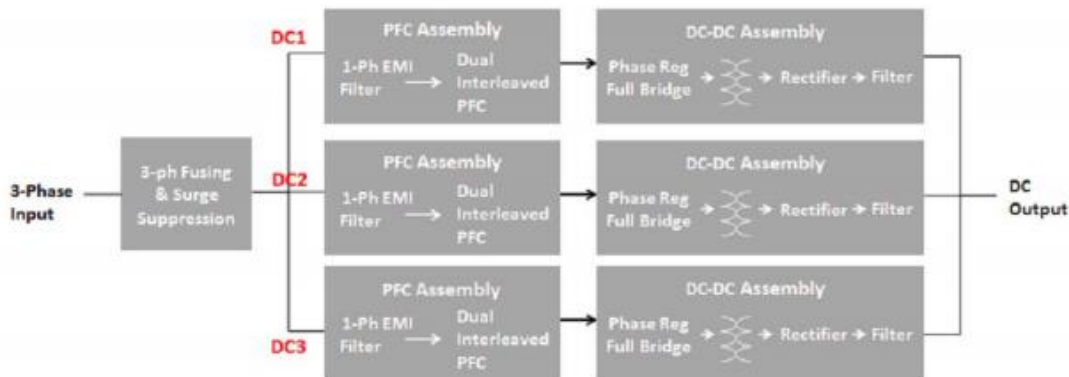 DC1
PFC Assembly
1-Ph EMI
Filter
Dual
Interleaved
PFC
DC-DC Assembly
Phase Reg
Full Bridge
Rectifier
Filter
3-Phase
Input
3-ph Fusing
& Surge
Suppression
DC2
PFC Assembly
1-Ph EMI
Filter
Dual
Interleaved
PFC
DC-DC Assembly
Phase Reg
Full Bridge
Rectifier
Filter
DC
Output
DC3
PFC Assembly
1-Ph EMI
Filter
Dual
Interleaved
PFC
DC-DC Assembly
Phase Reg
Full Bridge
Rectifier
Filter